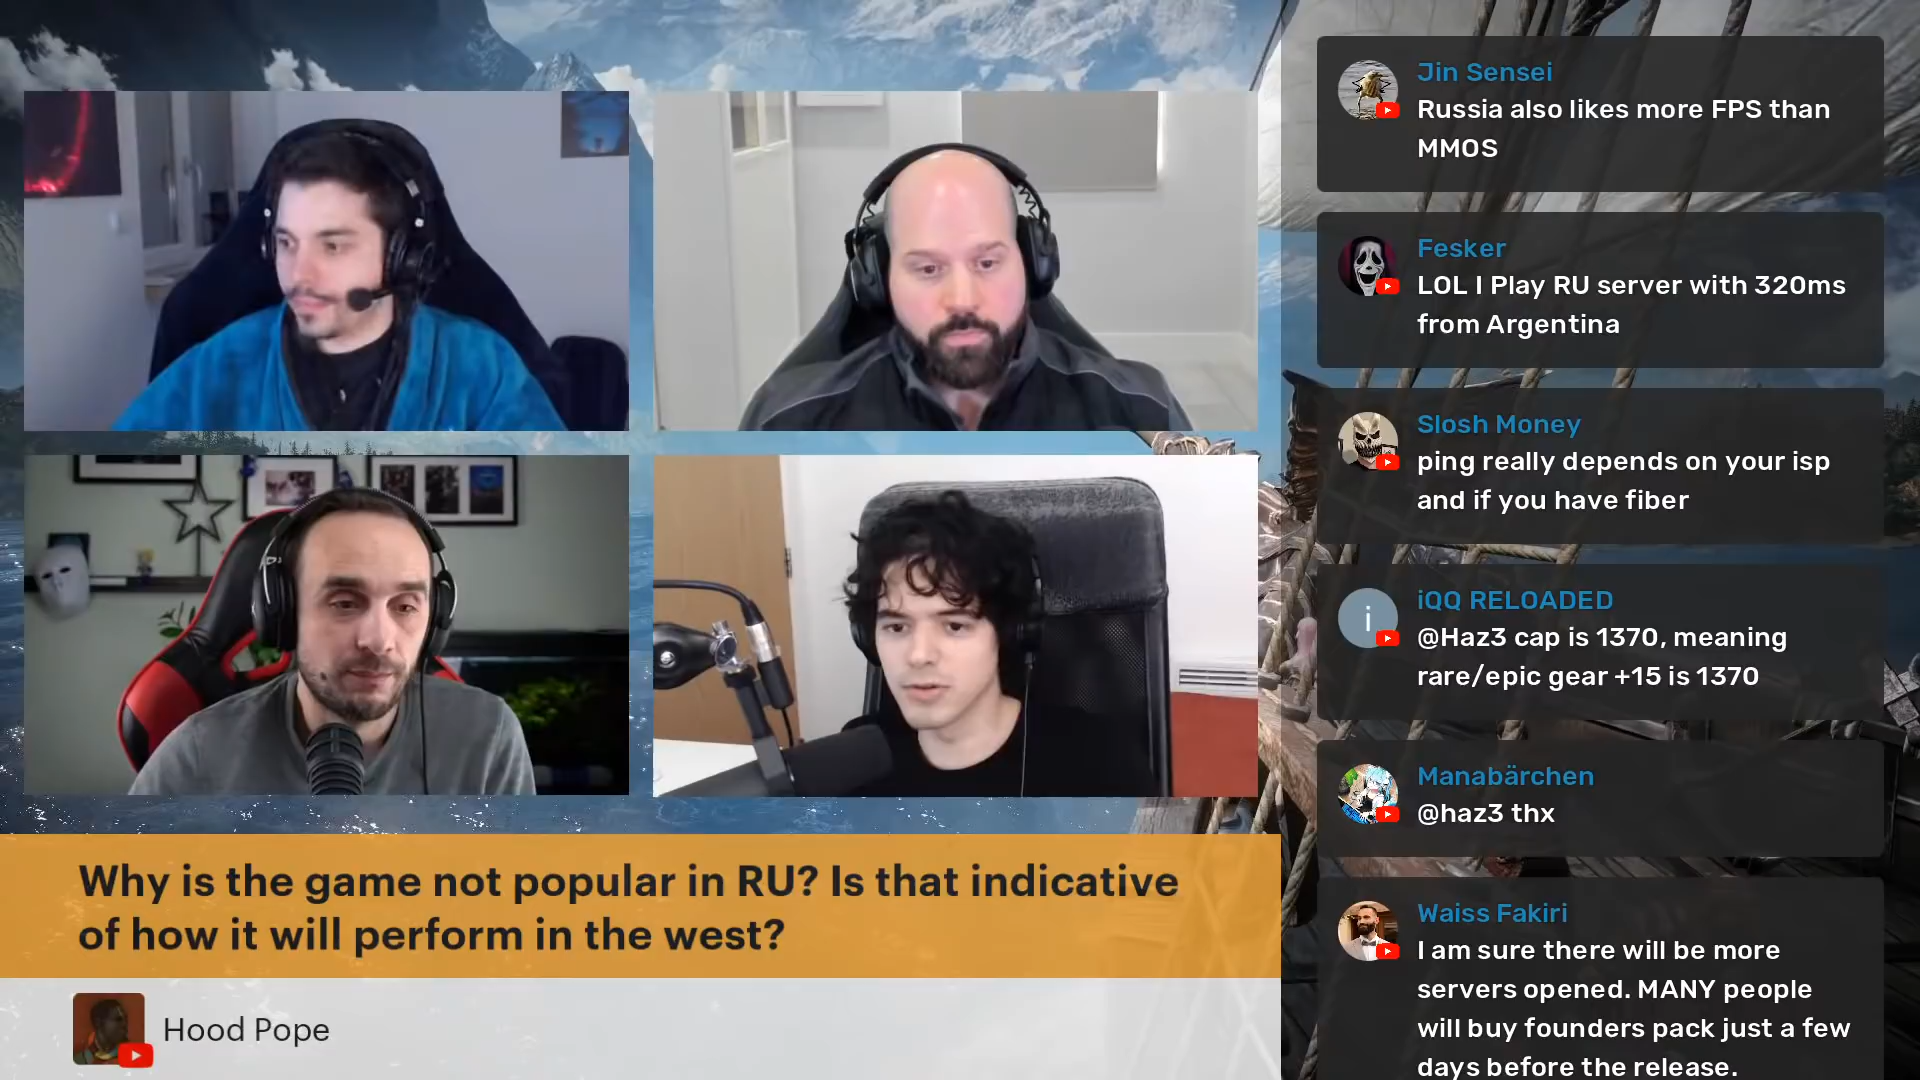 Jin Sensei
Russia also likes more FPS than
MMOS
Fesker
LOL I Play RU server with 320ms
from Argentina
Slosh Money
ping really depends on your isp
and if you have fiber
i
iQQ RELOADED
@Haz3 cap is 1370, meaning
rare/epic gear +15 is 1370
Manabärchen
@haz3 thx
Waiss Fakiri
I am sure there will be more
servers opened. MANY people
will buy founders pack just a few
days before the release.
Why is the game not popular in RU? Is that indicative
of how it will perform in the west?
Hood Pope